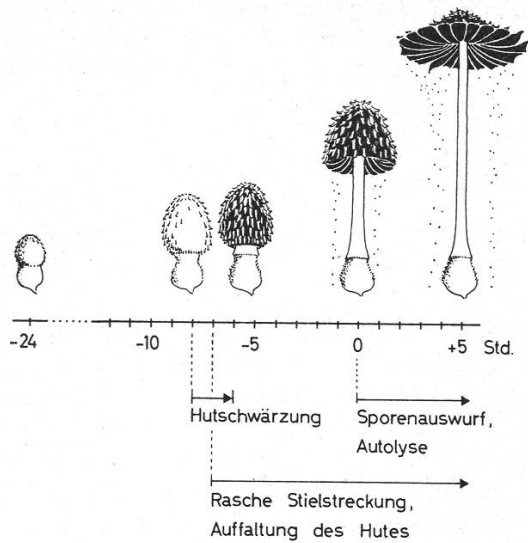 -24 -10 -5 0 +5 Std.
Hutschwärzung
Sporenauswurf,
Autolyse
Rasche Stielstreckung,
Auffaltung des Hutes